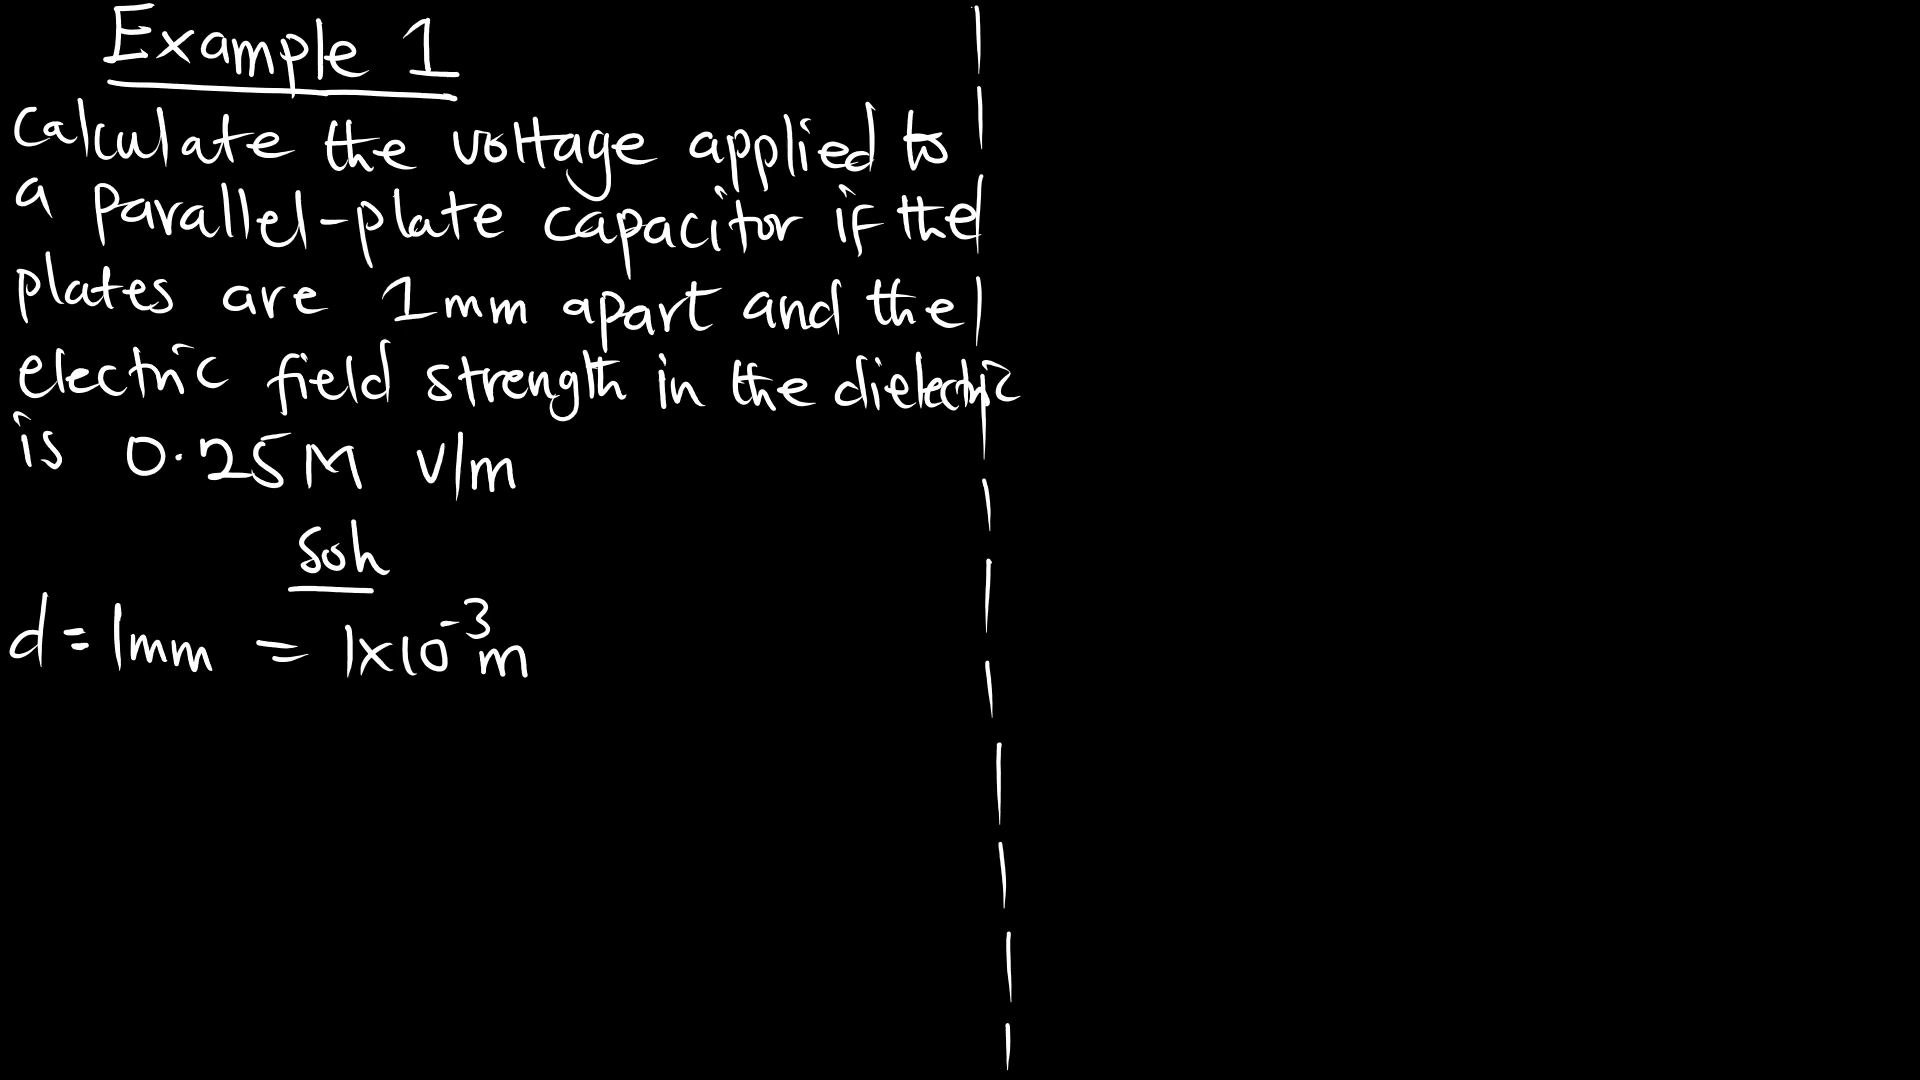 Example 1
Calculate the voltage applied to
a parallel-plate capacitor if the
plates are 1mm apart and the
electric field strength in the dielectric
is 0.25M V/m
Soln
d = 1mm = 1x10⁻³m